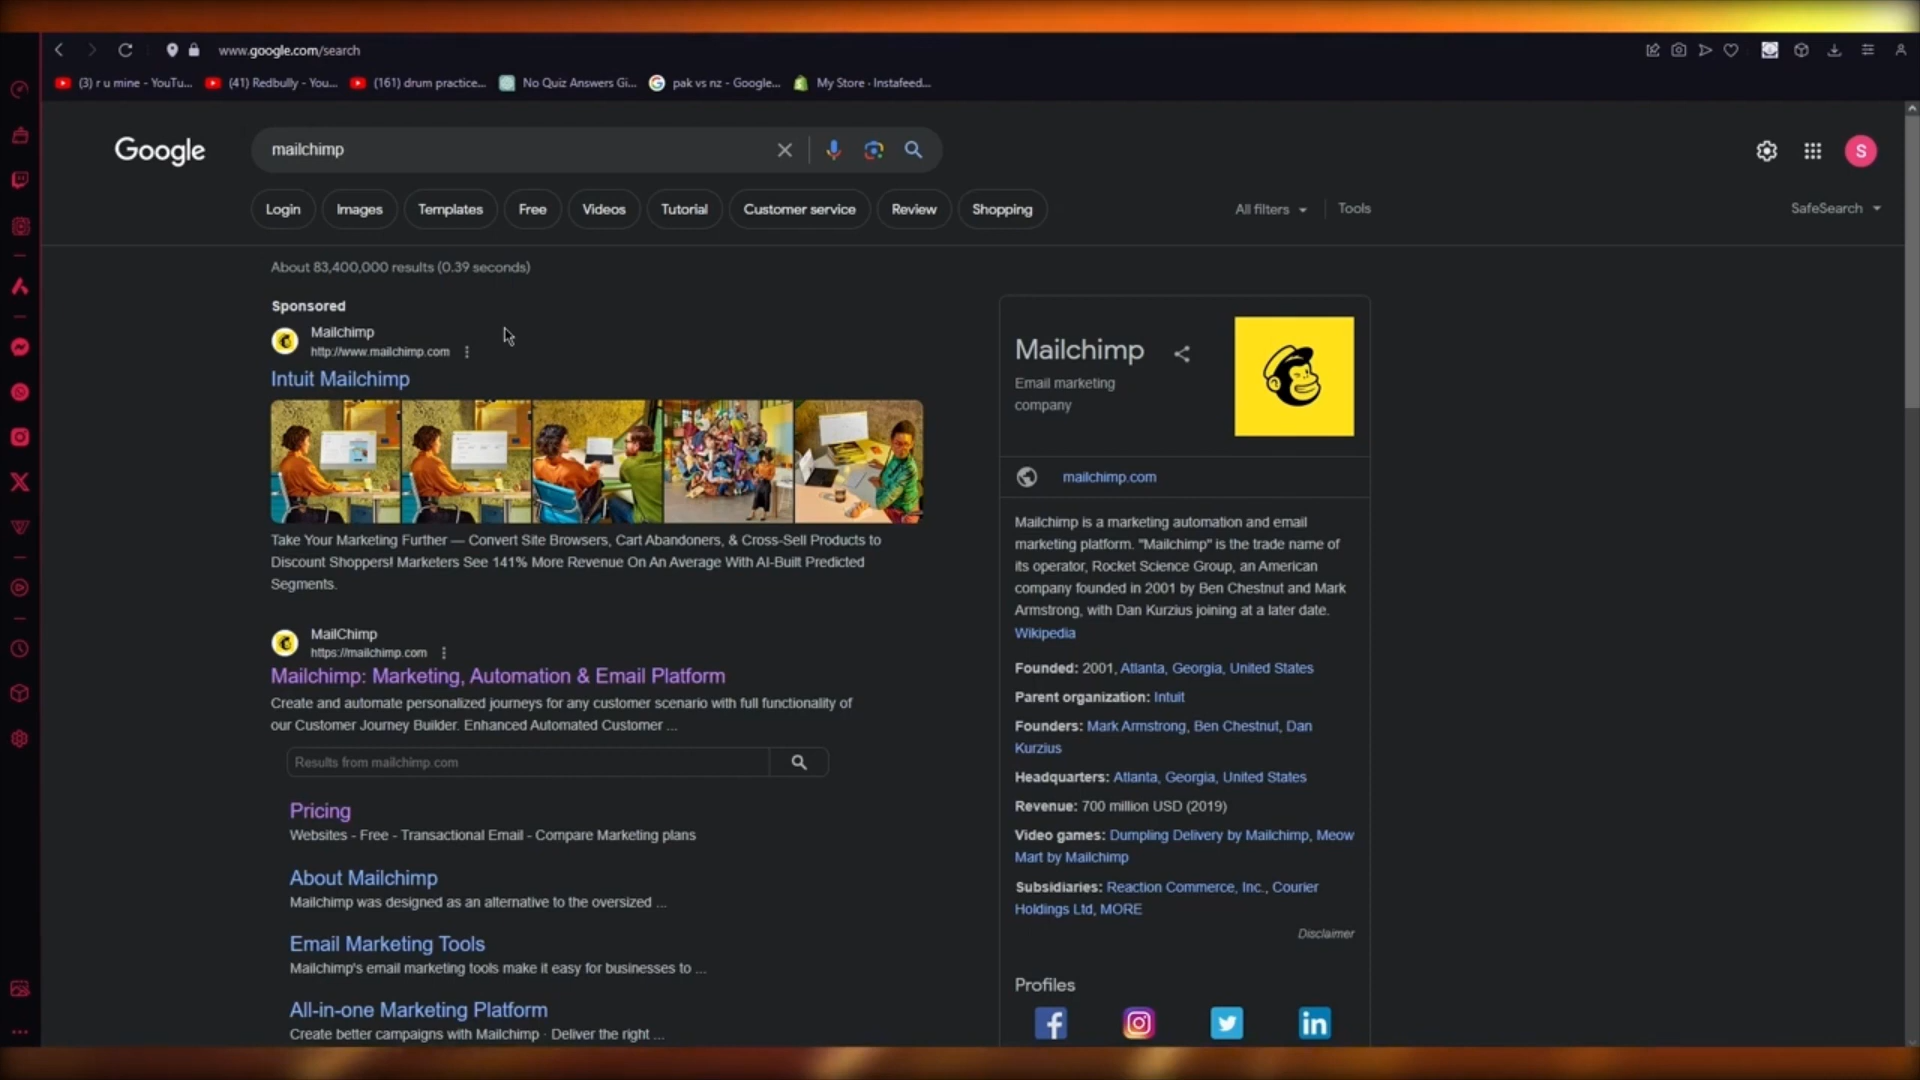 www.google.com/search
(3) r u mine - YouTu...
(41) Redbully - You...
(161) drum practice...
No Quiz Answers Gi...
pak vs nz - Google...
My Store · Instafeed...
Google
mailchimp
S
Login
Images
Templates
Free
Videos
Tutorial
Customer service
Review
Shopping
All filters
Tools
SafeSearch
About 83,400,000 results (0.39 seconds)
Sponsored
Mailchimp
http://www.mailchimp.com
Intuit Mailchimp
Take Your Marketing Further — Convert Site Browsers, Cart Abandoners, & Cross-Sell Products to
Discount Shoppers! Marketers See 141% More Revenue On An Average With AI-Built Predicted
Segments.
MailChimp
https://mailchimp.com
Mailchimp: Marketing, Automation & Email Platform
Create and automate personalized journeys for any customer scenario with full functionality of
our Customer Journey Builder. Enhanced Automated Customer ...
Results from mailchimp.com
Pricing
Websites - Free - Transactional Email - Compare Marketing plans
About Mailchimp
Mailchimp was designed as an alternative to the oversized ...
Email Marketing Tools
Mailchimp's email marketing tools make it easy for businesses to ...
All-in-one Marketing Platform
Create better campaigns with Mailchimp · Deliver the right ...
Mailchimp
Email marketing
company
mailchimp.com
Mailchimp is a marketing automation and email
marketing platform. "Mailchimp" is the trade name of
its operator, Rocket Science Group, an American
company founded in 2001 by Ben Chestnut and Mark
Armstrong, with Dan Kurzius joining at a later date.
Wikipedia
Founded: 2001, Atlanta, Georgia, United States
Parent organization: Intuit
Founders: Mark Armstrong, Ben Chestnut, Dan
Kurzius
Headquarters: Atlanta, Georgia, United States
Revenue: 700 million USD (2019)
Video games: Dumpling Delivery by Mailchimp, Meow
Mart by Mailchimp
Subsidiaries: Reaction Commerce, Inc., Courier
Holdings Ltd, MORE
Disclaimer
Profiles